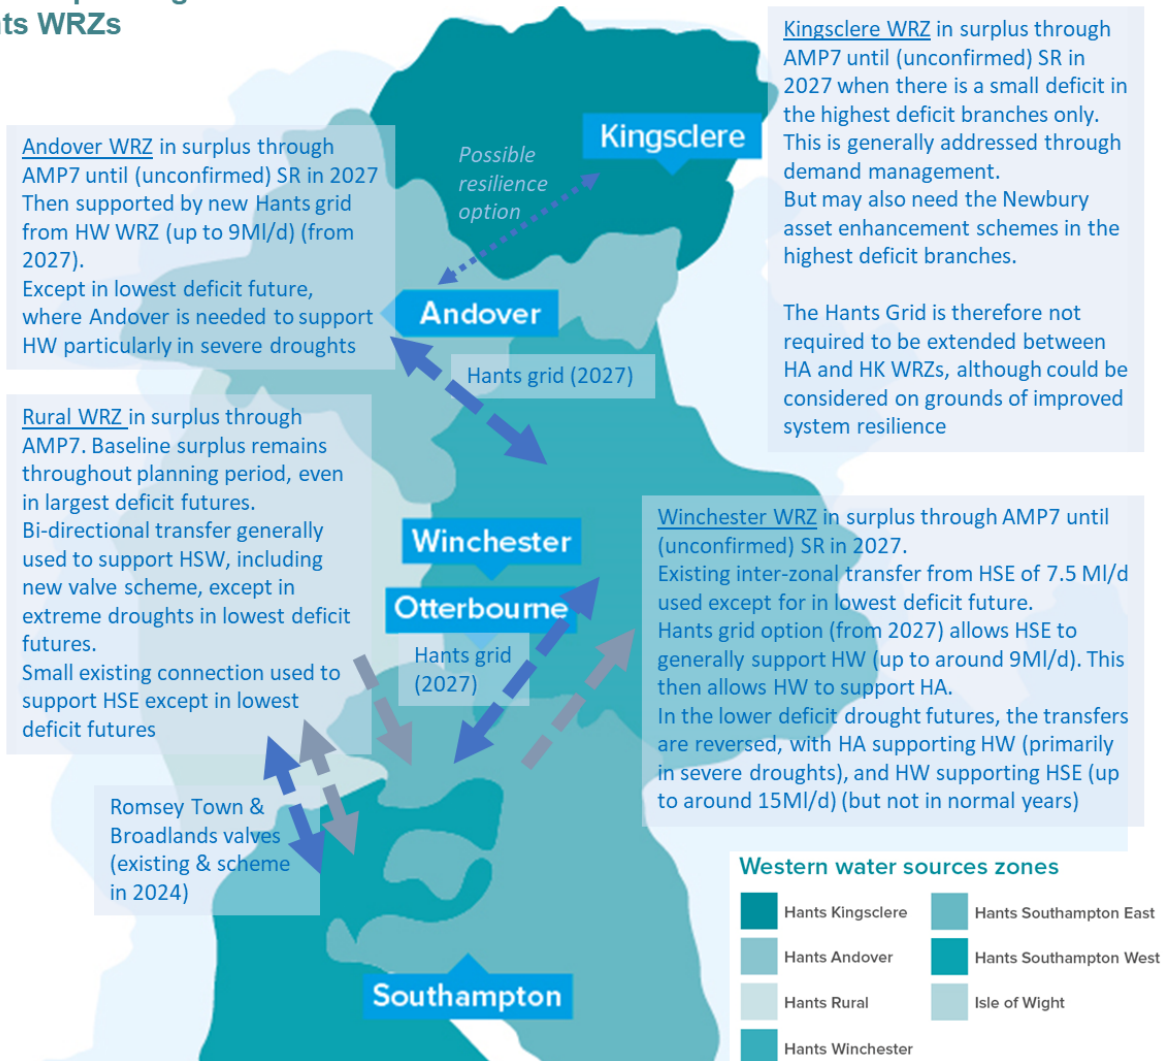 nts WRZs
Kingsclere WRZ in surplus through
AMP7 until (unconfirmed) SR in
2027 when there is a small deficit in
the highest deficit branches only.
This is generally addressed through
demand management.
But may also need the Newbury
asset enhancement schemes in the
highest deficit branches.
The Hants Grid is therefore not
required to be extended between
HA and HK WRZs, although could be
considered on grounds of improved
system resilience
Kingsclere
Possible
resilience
option
Andover WRZ in surplus through
AMP7 until (unconfirmed) SR in 2027
Then supported by new Hants grid
from HW WRZ (up to 9Ml/d) (from
2027).
Except in lowest deficit future,
where Andover is needed to support
HW particularly in severe droughts
Andover
Hants grid (2027)
Rural WRZ in surplus through
AMP7. Baseline surplus remains
throughout planning period, even
in largest deficit futures.
Bi-directional transfer generally
used to support HSW, including
new valve scheme, except in
extreme droughts in lowest deficit
futures.
Small existing connection used to
support HSE except in lowest
deficit futures
Winchester
Otterbourne
Hants grid
(2027)
Winchester WRZ in surplus through AMP7 until
(unconfirmed) SR in 2027.
Existing inter-zonal transfer from HSE of 7.5 Ml/d
used except for in lowest deficit future.
Hants grid option (from 2027) allows HSE to
generally support HW (up to around 9Ml/d). This
then allows HW to support HA.
In the lower deficit drought futures, the transfers
are reversed, with HA supporting HW (primarily
in severe droughts), and HW supporting HSE (up
to around 15Ml/d) (but not in normal years)
Romsey Town &
Broadlands valves
(existing & scheme
in 2024)
Southampton
Western water sources zones
Hants Kingsclere
Hants Andover
Hants Rural
Hants Winchester
Hants Southampton East
Hants Southampton West
Isle of Wight